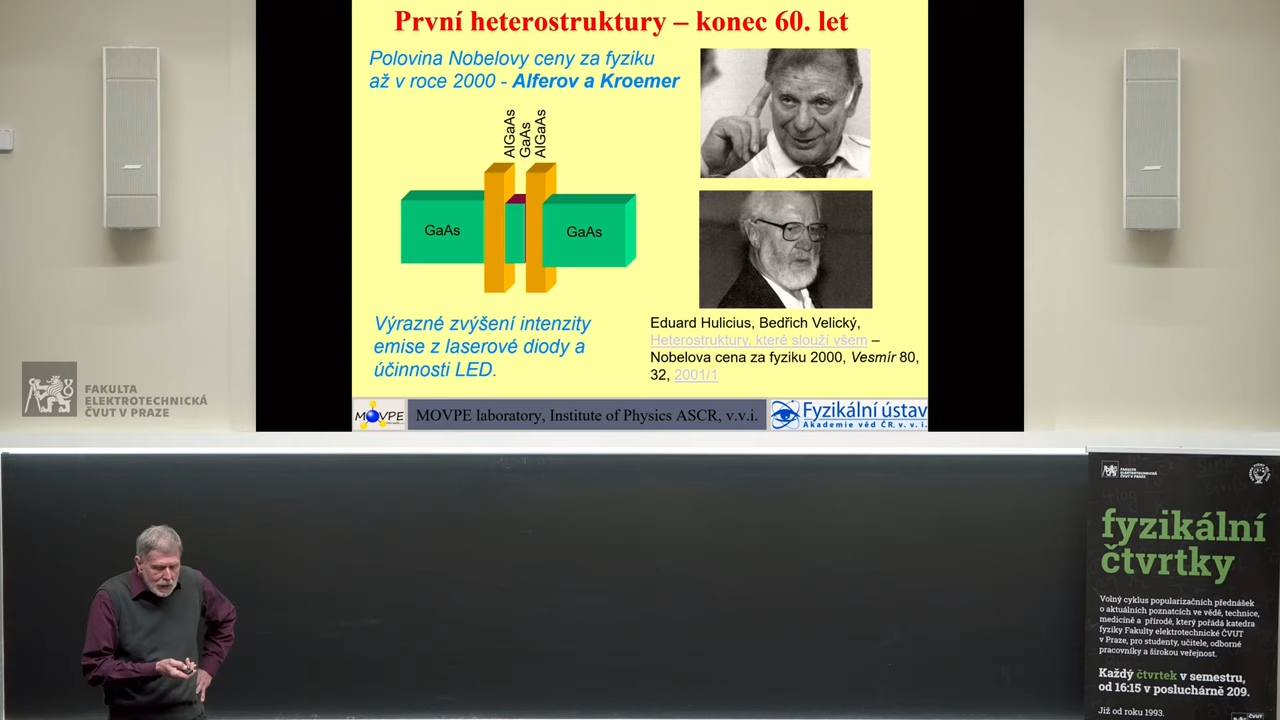 První heterostruktury – konec 60. let
Polovina Nobelovy ceny za fyziku
až v roce 2000 - Alferov a Kroemer
AlGaAs
GaAs
AlGaAs
GaAs
GaAs
Výrazné zvýšení intenzity
emise z laserové diody a
účinnosti LED.
Eduard Hulicius, Bedřich Velický,
Heterostruktury, které slouží všem –
Nobelova cena za fyziku 2000, Vesmír 80,
32, 2001/1
MOVPE
MOVPE laboratory, Institute of Physics ASCR, v.v.i.
Fyzikální ústav
Akademie věd ČR, v. v. i.
FAKULTA
ELEKTROTECHNICKÁ
ČVUT V PRAZE
FAKULTA
ELEKTROTECHNICKÁ
ČVUT V PRAZE
fyzikální
čtvrtky
Volný cyklus popularizačních přednášek
o aktuálních poznatcích ve vědě, technice,
medicíně a přírodě, který pořádá katedra
fyziky Fakulty elektrotechnické ČVUT
v Praze, pro studenty, učitele, odborné
pracovníky a širokou veřejnost.
Každý čtvrtek v semestru,
od 16:15 v posluchárně 209.
Již od roku 1993.
ČVUT